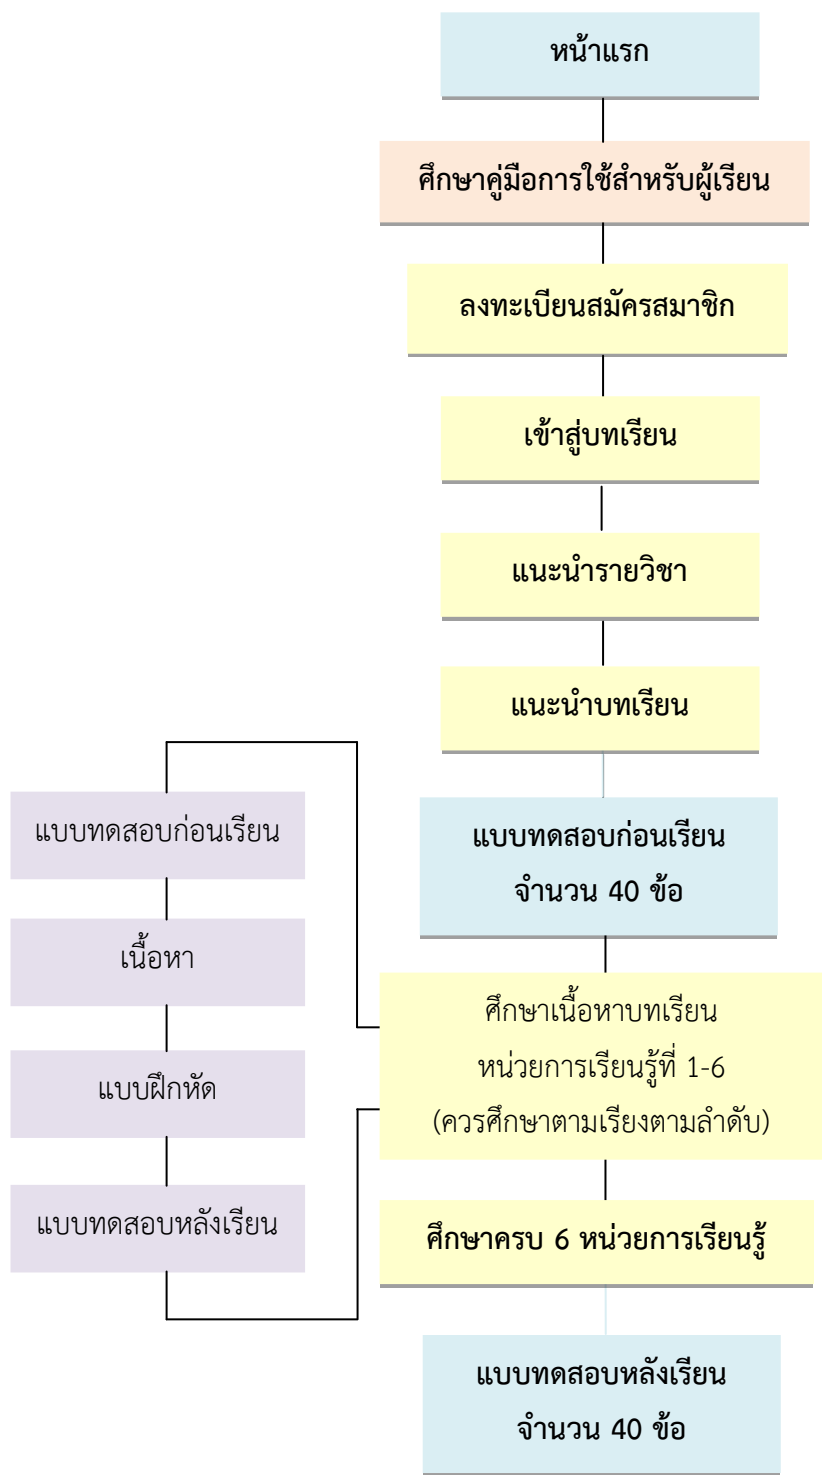 หน้าแรก
ศึกษาคู่มือการใช้สำหรับผู้เรียน
ลงทะเบียนสมัครสมาชิก
เข้าสู่บทเรียน
แนะนำรายวิชา
แนะนำบทเรียน
แบบทดสอบก่อนเรียน
จำนวน 40 ข้อ
ศึกษาเนื้อหาบทเรียน
หน่วยการเรียนรู้ที่ 1-6
(ควรศึกษาตามเรียงตามลำดับ)
แบบทดสอบก่อนเรียน
เนื้อหา
แบบฝึกหัด
แบบทดสอบหลังเรียน
ศึกษาครบ 6 หน่วยการเรียนรู้
แบบทดสอบหลังเรียน
จำนวน 40 ข้อ